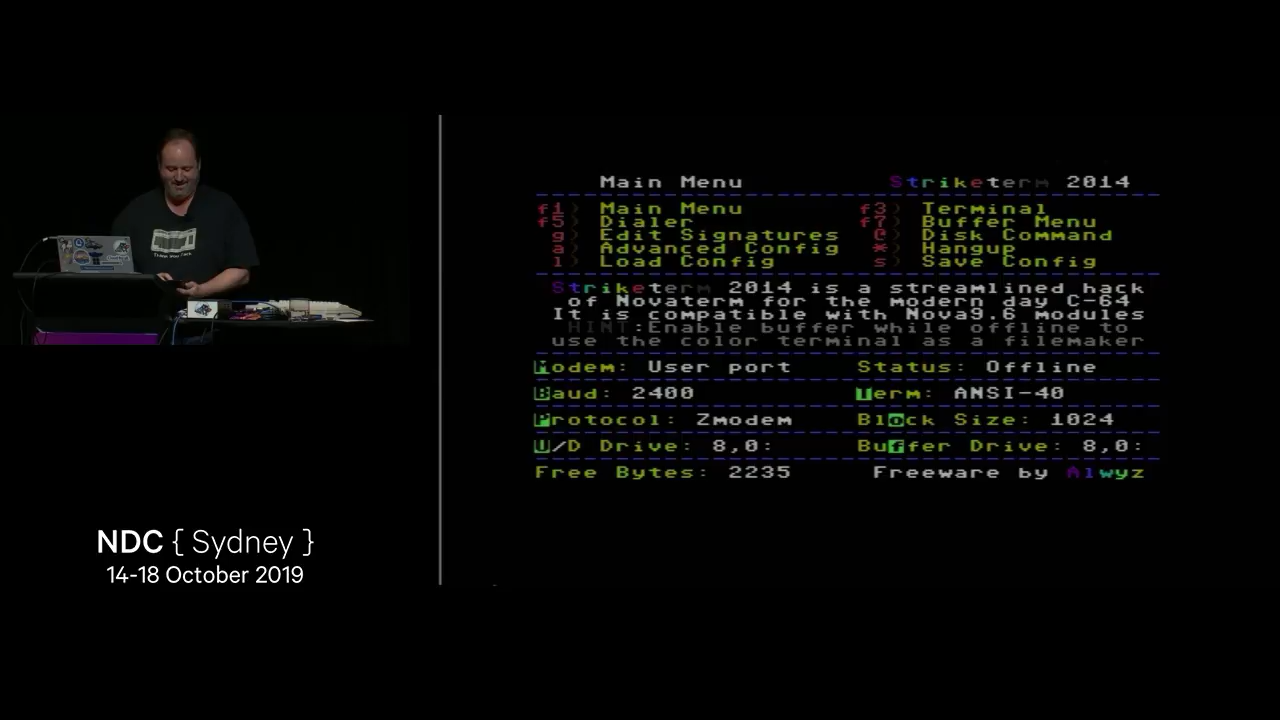 Main Menu Striketerm 2014
f1> Main Menu f3> Terminal
f5> Dialer f7> Buffer Menu
g> Edit Signatures @> Disk Command
a> Advanced Config *> Hangup
l> Load Config s> Save Config
Striketerm 2014 is a streamlined hack
of Novaterm for the modern day C-64
It is compatible with Nova9.6 modules
HINT:Enable buffer while offline to
use the color terminal as a filemaker
Modem: User port Status: Offline
Baud: 2400 Term: ANSI-40
Protocol: Zmodem Block Size: 1024
U/D Drive: 8,0: Buffer Drive: 8,0:
Free Bytes: 2235 Freeware by Alwyz
NDC { Sydney }
14-18 October 2019